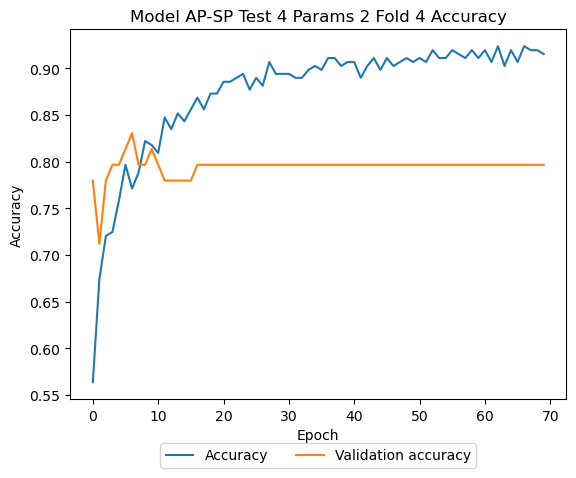 Model AP-SP Test 4 Params 2 Fold 4 Accuracy
Accuracy
0.90
0.85
0.80
0.75
0.70
0.65
0.60
0.55
0 10 20 30 40 50 60 70
Epoch
Accuracy Validation accuracy